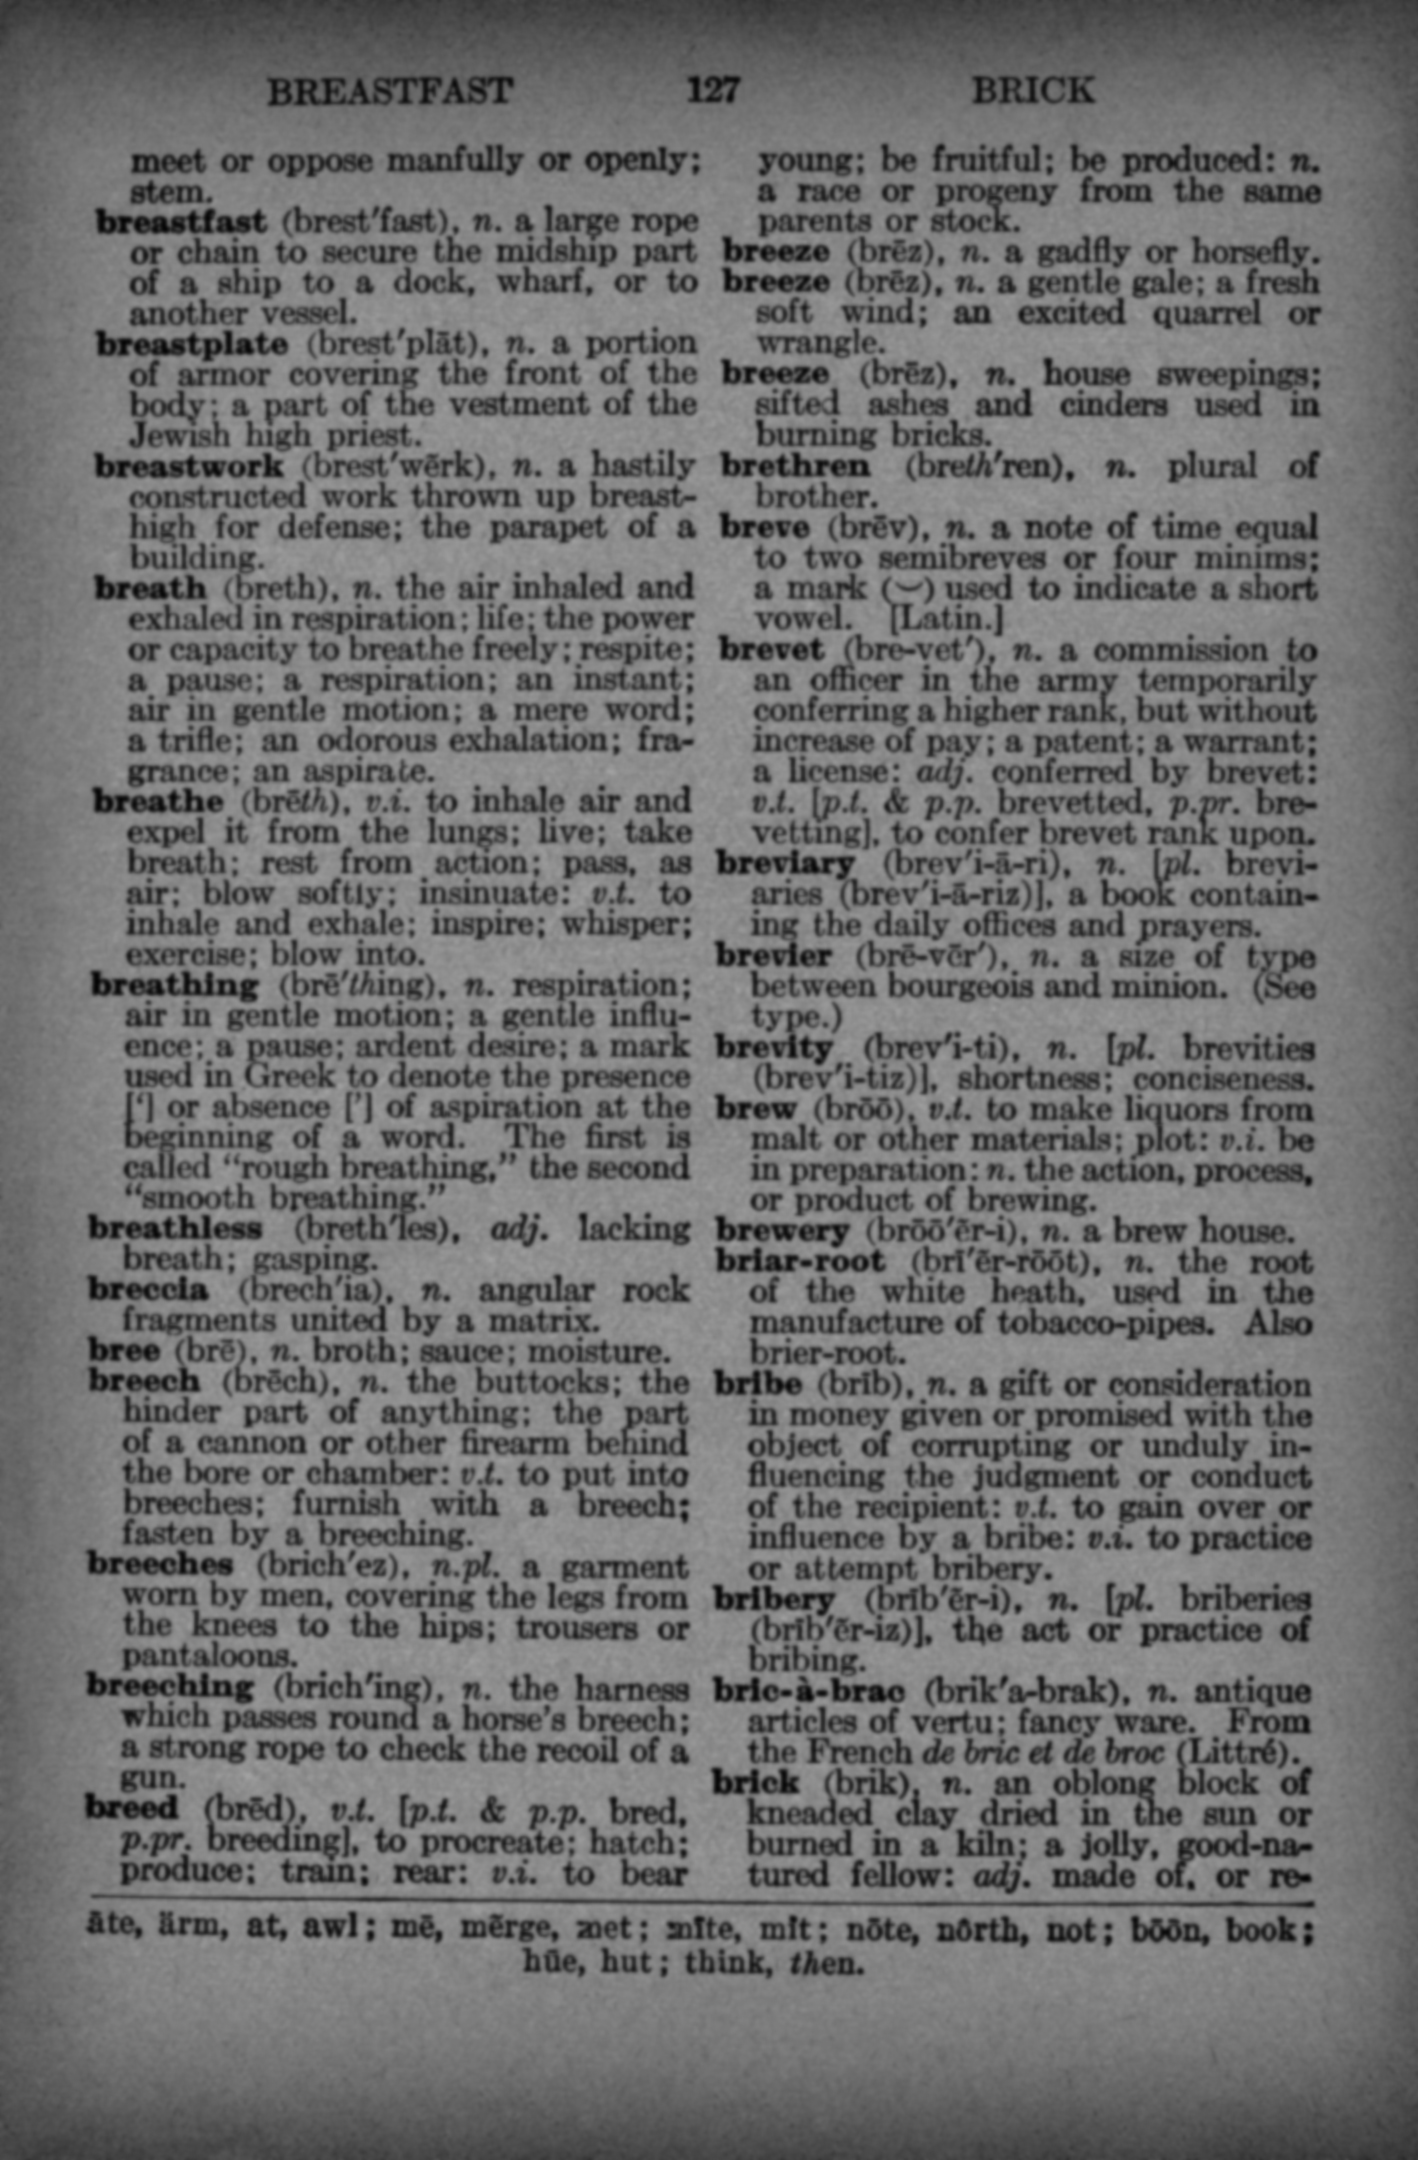 BREASTFAST 127 BRICK
meet or oppose manfully or openly;
stem.
breastfast (brest′fast), n. a large rope
or chain to secure the midship part
of a ship to a dock, wharf, or to
another vessel.
breastplate (brest′plāt), n. a portion
of armor covering the front of the
body; a part of the vestment of the
Jewish high priest.
breastwork (brest′wẽrk), n. a hastily
constructed work thrown up breast-
high for defense; the parapet of a
building.
breath (breth), n. the air inhaled and
exhaled in respiration; life; the power
or capacity to breathe freely; respite;
a pause; a respiration; an instant;
air in gentle motion; a mere word;
a trifle; an odorous exhalation; fra-
grance; an aspirate.
breathe (brēth), v.i. to inhale air and
expel it from the lungs; live; take
breath; rest from action; pass, as
air; blow softly; insinuate: v.t. to
inhale and exhale; inspire; whisper;
exercise; blow into.
breathing (brē′thing), n. respiration;
air in gentle motion; a gentle influ-
ence; a pause; ardent desire; a mark
used in Greek to denote the presence
[‘] or absence [’] of aspiration at the
beginning of a word. The first is
called “rough breathing,” the second
“smooth breathing.”
breathless (breth′les), adj. lacking
breath; gasping.
breccia (brech′ia), n. angular rock
fragments united by a matrix.
bree (brē), n. broth; sauce; moisture.
breech (brēch), n. the buttocks; the
hinder part of anything; the part
of a cannon or other firearm behind
the bore or chamber: v.t. to put into
breeches; furnish with a breech;
fasten by a breeching.
breeches (brich′ez), n.pl. a garment
worn by men, covering the legs from
the knees to the hips; trousers or
pantaloons.
breeching (brich′ing), n. the harness
which passes round a horse’s breech;
a strong rope to check the recoil of a
gun.
breed (brēd), v.t. [p.t. & p.p. bred,
p.pr. breeding], to procreate; hatch;
produce; train; rear: v.i. to bear
young; be fruitful; be produced: n.
a race or progeny from the same
parents or stock.
breeze (brēz), n. a gadfly or horsefly.
breeze (brēz), n. a gentle gale; a fresh
soft wind; an excited quarrel or
wrangle.
breeze (brēz), n. house sweepings;
sifted ashes and cinders used in
burning bricks.
brethren (breth′ren), n. plural of
brother.
breve (brēv), n. a note of time equal
to two semibreves or four minims;
a mark (⏑) used to indicate a short
vowel. [Latin.]
brevet (bre-vet′), n. a commission to
an officer in the army temporarily
conferring a higher rank, but without
increase of pay; a patent; a warrant;
a license: adj. conferred by brevet:
v.t. [p.t. & p.p. brevetted, p.pr. bre-
vetting], to confer brevet rank upon.
breviary (brev′i-ā-ri), n. [pl. brevi-
aries (brev′i-ā-riz)], a book contain-
ing the daily offices and prayers.
brevier (brē-vēr′), n. a size of type
between bourgeois and minion. (See
type.)
brevity (brev′i-ti), n. [pl. brevities
(brev′i-tiz)], shortness; conciseness.
brew (brōō), v.t. to make liquors from
malt or other materials; plot: v.i. be
in preparation: n. the action, process,
or product of brewing.
brewery (brōō′ẽr-i), n. a brew house.
briar-root (brī′ẽr-rōōt), n. the root
of the white heath, used in the
manufacture of tobacco-pipes. Also
brier-root.
bribe (brīb), n. a gift or consideration
in money given or promised with the
object of corrupting or unduly in-
fluencing the judgment or conduct
of the recipient: v.t. to gain over or
influence by a bribe: v.i. to practice
or attempt bribery.
bribery (brīb′ẽr-i), n. [pl. briberies
(brīb′ẽr-iz)], the act or practice of
bribing.
bric-à-brac (brik′a-brak), n. antique
articles of vertu; fancy ware. From
the French de bric et de broc (Littré).
brick (brik), n. an oblong block of
kneaded clay dried in the sun or
burned in a kiln; a jolly, good-na-
tured fellow: adj. made of, or re-
āte, ärm, at, awl; mē, mẽrge, met; mīte, mit; nōte, nôrth, not; bōōn, book;
hūe, hut; think, then.